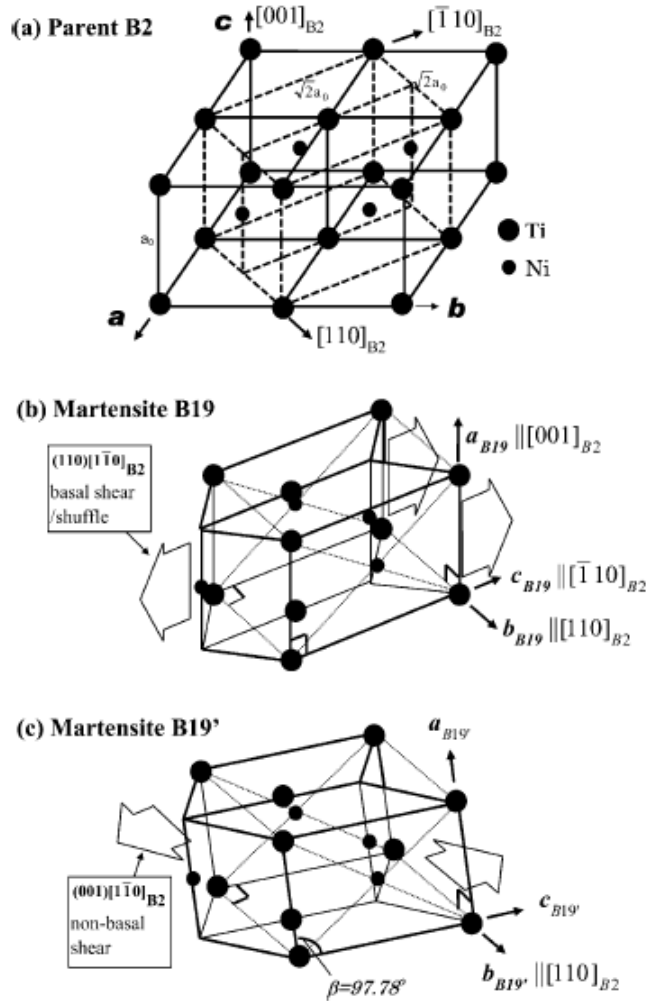 (a) Parent B2
c
[001]B2
[1̅10]B2
√2a₀
√2a₀
a₀
Ti
Ni
a
b
[110]B2
(b) Martensite B19
(110)[11̅0]B2
basal shear
/shuffle
aB19 || [001]B2
cB19 || [1̅10]B2
bB19 || [110]B2
(c) Martensite B19’
aB19'
(001)[11̅0]B2
non-basal
shear
cB19'
bB19' || [110]B2
β=97.78°